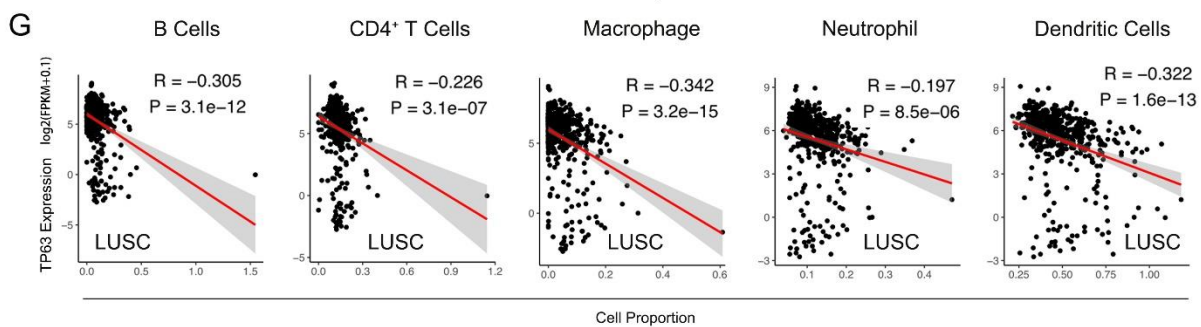 G
B Cells
CD4⁺ T Cells
Macrophage
Neutrophil
Dendritic Cells
TP63 Expression log2(FPKM+0.1)
R = −0.305
P = 3.1e−12
LUSC
5
0
−5
0.0 0.5 1.0 1.5
R = −0.226
P = 3.1e−07
LUSC
5
0
−5
0.0 0.3 0.6 0.9 1.2
R = −0.342
P = 3.2e−15
LUSC
5
0
0.0 0.2 0.4 0.6
R = −0.197
P = 8.5e−06
LUSC
9
6
3
0
−3
0.1 0.2 0.3 0.4
R = −0.322
P = 1.6e−13
LUSC
9
6
3
0
−3
0.25 0.50 0.75 1.00
Cell Proportion